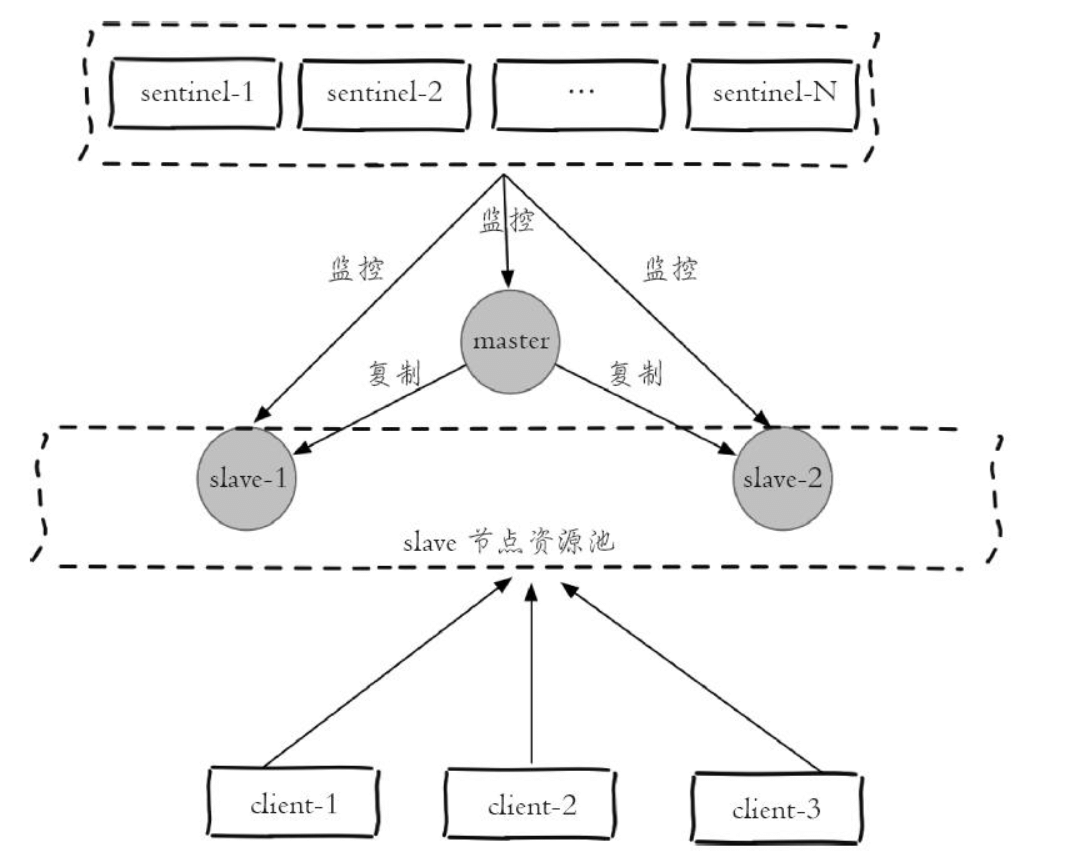 sentinel-1
sentinel-2
...
sentinel-N
监控
监控
监控
master
复制
复制
slave-1
slave-2
slave 节点资源池
client-1
client-2
client-3